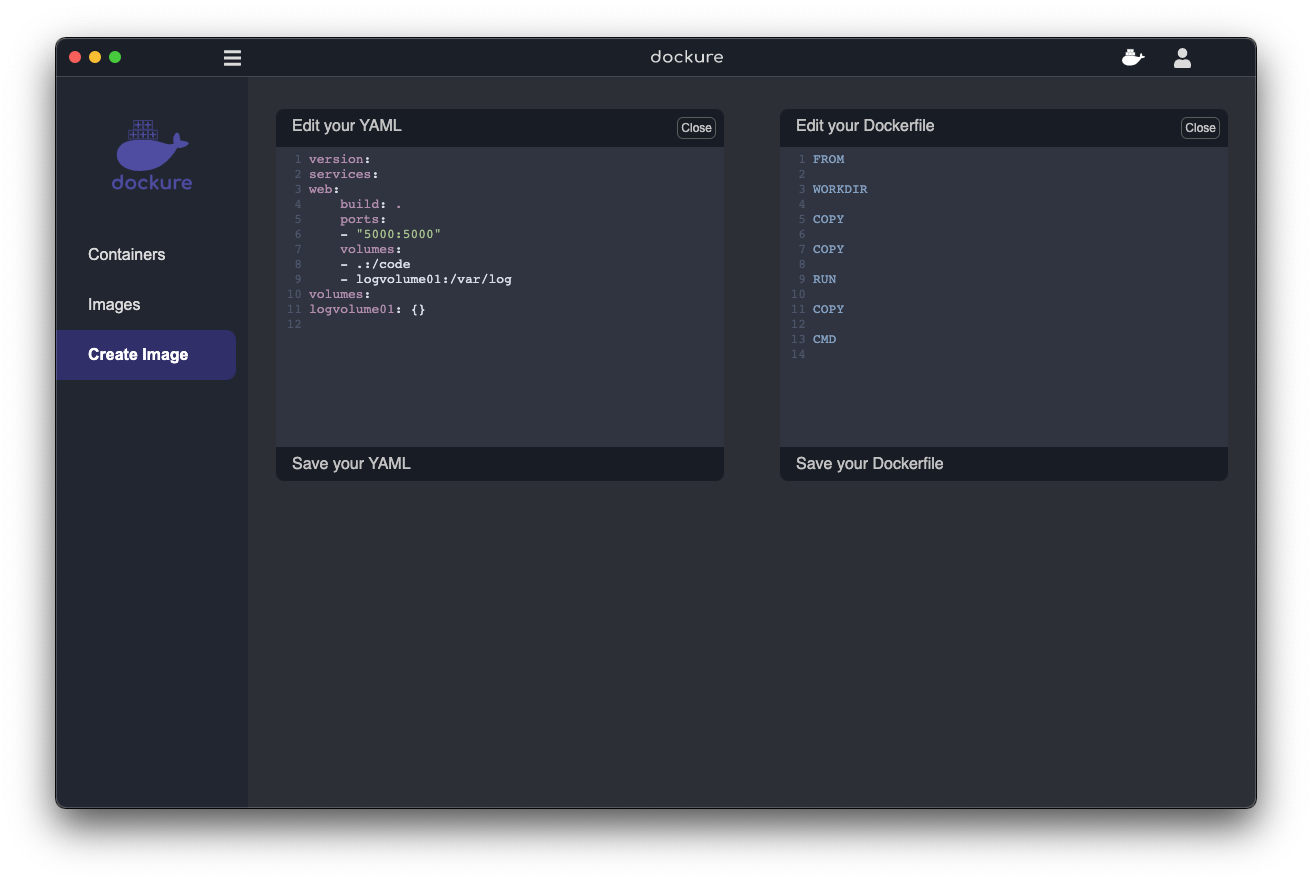 dockure
dockure
Containers
Images
Create Image
Edit your YAML
Close
1 version:
2 services:
3 web:
4     build: .
5     ports:
6     - "5000:5000"
7     volumes:
8     - .:/code
9     - logvolume01:/var/log
10 volumes:
11 logvolume01: {}
12
Save your YAML
Edit your Dockerfile
Close
1 FROM
2
3 WORKDIR
4
5 COPY
6
7 COPY
8
9 RUN
10
11 COPY
12
13 CMD
14
Save your Dockerfile